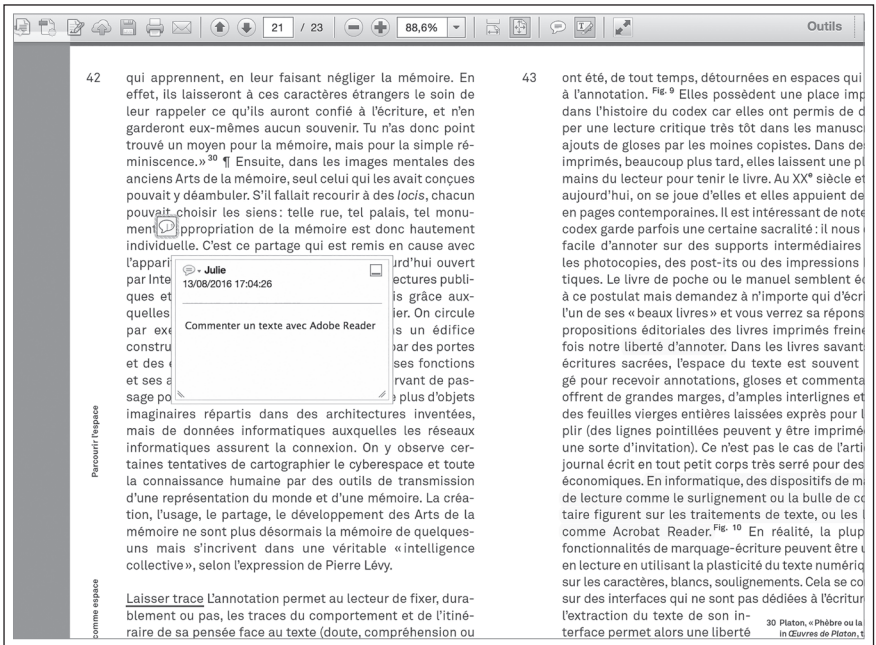 21 / 23 88,6% Outils
42
qui apprennent, en leur faisant négliger la mémoire. En
effet, ils laisseront à ces caractères étrangers le soin de
leur rappeler ce qu'ils auront confié à l'écriture, et n'en
garderont eux-mêmes aucun souvenir. Tu n'as donc point
trouvé un moyen pour la mémoire, mais pour la simple ré-
miniscence.» 30 ¶ Ensuite, dans les images mentales des
anciens Arts de la Mémoire, seul celui qui les avait conçues
pouvait y déambuler. S'il fallait recourir à des locis, chacun
pouvait choisir les siens : telle rue, tel palais, tel monu-
ment ppropriation de la mémoire est donc hautement
individuelle. C'est ce partage qui est remis en cause avec
l'appari urd'hui ouvert
par Inte ectures publi-
ques et is grâce aux-
quelles ier. On circule
par exe s un édifice
constru par des portes
et des ses fonctions
et ses a rvant de pas-
sage po plus d'objets
imaginaires répartis dans des architectures inventées,
mais de données informatiques auxquelles les réseaux
informatiques assurent la connexion. On y observe cer-
taines tentatives de cartographier le cyberespace et toute
la connaissance humaine par des outils de transmission
d'une représentation du monde et d'une mémoire. La créa-
tion, l'usage, le partage, le développement des Arts de la
mémoire ne sont plus désormais la mémoire de quelques-
uns mais s'incrivent dans une véritable «intelligence
collective», selon l'expression de Pierre Lévy.
Laisser trace L'annotation permet au lecteur de fixer, dura-
blement ou pas, les traces du comportement et de l'itiné-
raire de sa pensée face au texte (doute, compréhension ou
Julie
13/08/2016 17:04:26
Commenter un texte avec Adobe Reader
Parcourir l'espace
comme espace
43
ont été, de tout temps, détournées en espaces qui
à l'annotation. Fig. 9 Elles possèdent une place imp
dans l'histoire du codex car elles ont permis de d
per une lecture critique très tôt dans les manusc
ajouts de gloses par les moines copistes. Dans de
imprimés, beaucoup plus tard, elles laissent une pl
mains du lecteur pour tenir le livre. Au XXe siècle et
aujourd'hui, on se joue d'elles et elles appuient de
en pages contemporaines. Il est intéressant de note
codex garde parfois une certaine sacralité : il nous
facile d'annoter sur des supports intermédiaires
les photocopies, des post-its ou des impressions
tiques. Le livre de poche ou le manuel semblent éc
à ce postulat mais demandez à n'importe qui d'écri
l'un de ses «beaux livres» et vous verrez sa répons
propositions éditoriales des livres imprimés freine
fois notre liberté d'annoter. Dans les livres savant
écritures sacrées, l'espace du texte est souvent
gé pour recevoir annotations, gloses et commenta
offrent de grandes marges, d'amples interlignes et
des feuilles vierges entières laissées exprès pour l
plir (des lignes pointillées peuvent y être imprimé
une sorte d'invitation). Ce n'est pas le cas de l'arti
journal écrit en tout petit corps très serré pour des
économiques. En informatique, des dispositifs de m
de lecture comme le surlignement ou la bulle de co
taire figurent sur les traitements de texte, ou les l
comme Acrobat Reader. Fig. 10 En réalité, la plup
fonctionnalités de marquage-écriture peuvent être u
en lecture en utilisant la plasticité du texte numériq
sur les caractères, blancs, soulignements. Cela se co
sur des interfaces qui ne sont pas dédiées à l'écritur
l'extraction du texte de son in-
terface permet alors une liberté
30 Platon, «Phèbre ou la
in Œuvres de Platon, t